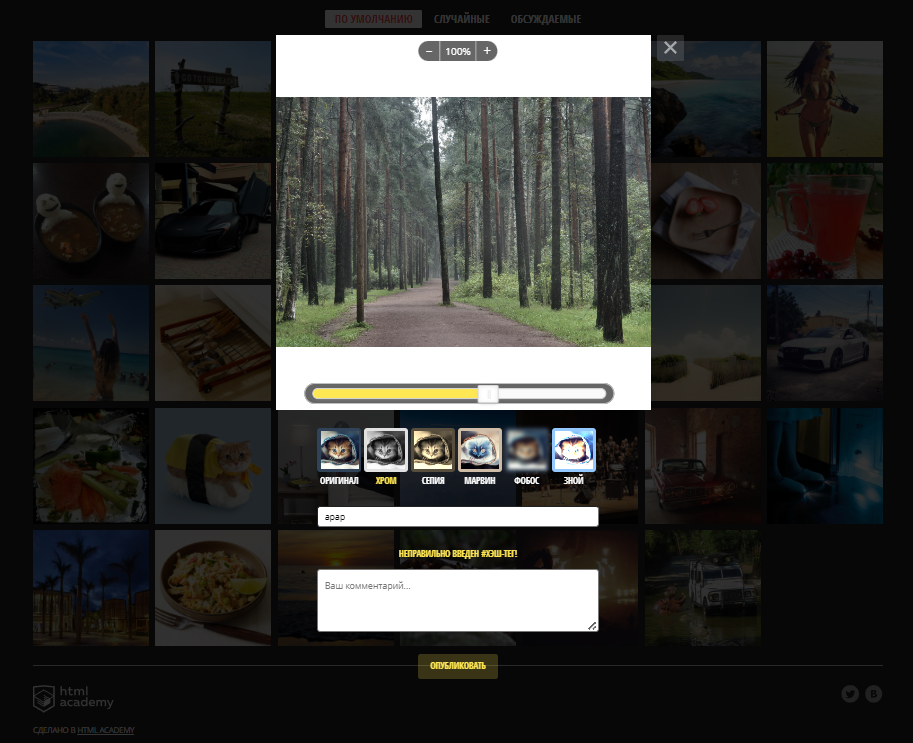 ПО УМОЛЧАНИЮ СЛУЧАЙНЫЕ ОБСУЖДАЕМЫЕ
− 100% +
ОРИГИНАЛ ХРОМ СЕПИЯ МАРВИН ФОБОС ЗНОЙ
арар
НЕПРАВИЛЬНО ВВЕДЕН #ХЭШ-ТЕГ!
Ваш комментарий...
ОПУБЛИКОВАТЬ
html
academy
СДЕЛАНО В HTML ACADEMY